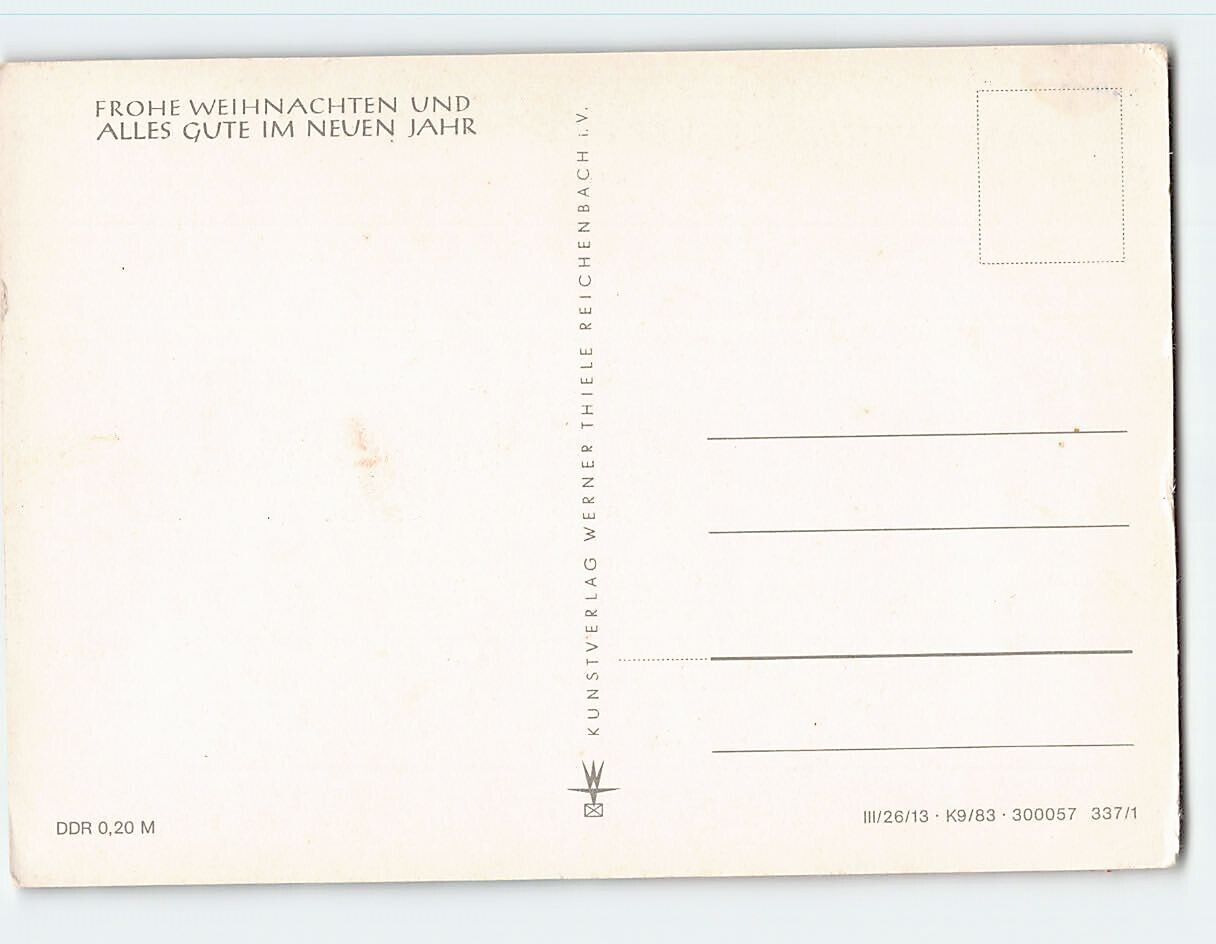 FROHE WEIHNACHTEN UND
ALLES GUTE IM NEUEN JAHR
KUNSTVERLAG WERNER THIELE REICHENBACH i. V.
DDR 0,20 M
III/26/13 · K9/83 · 300057 337/1